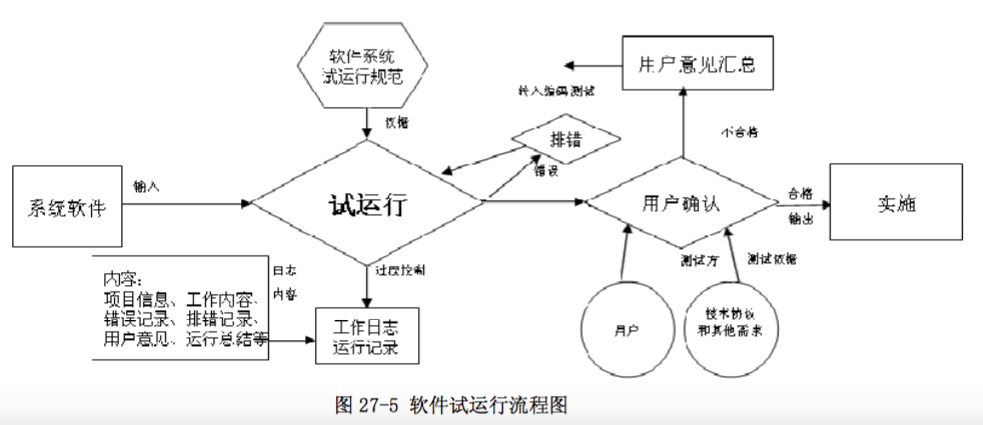 软件系统
试运行规范
依据
用户意见汇总
转入编码测试
不合格
排错
错误
系统软件
输入
试运行
用户确认
合格
输出
实施
日志
内容
过程控制
测试方
测试依据
内容：
项目信息、工作内容、
错误记录、排错记录、
用户意见、运行总结等
工作日志
运行记录
用户
技术协议
和其他需求
图 27-5 软件试运行流程图